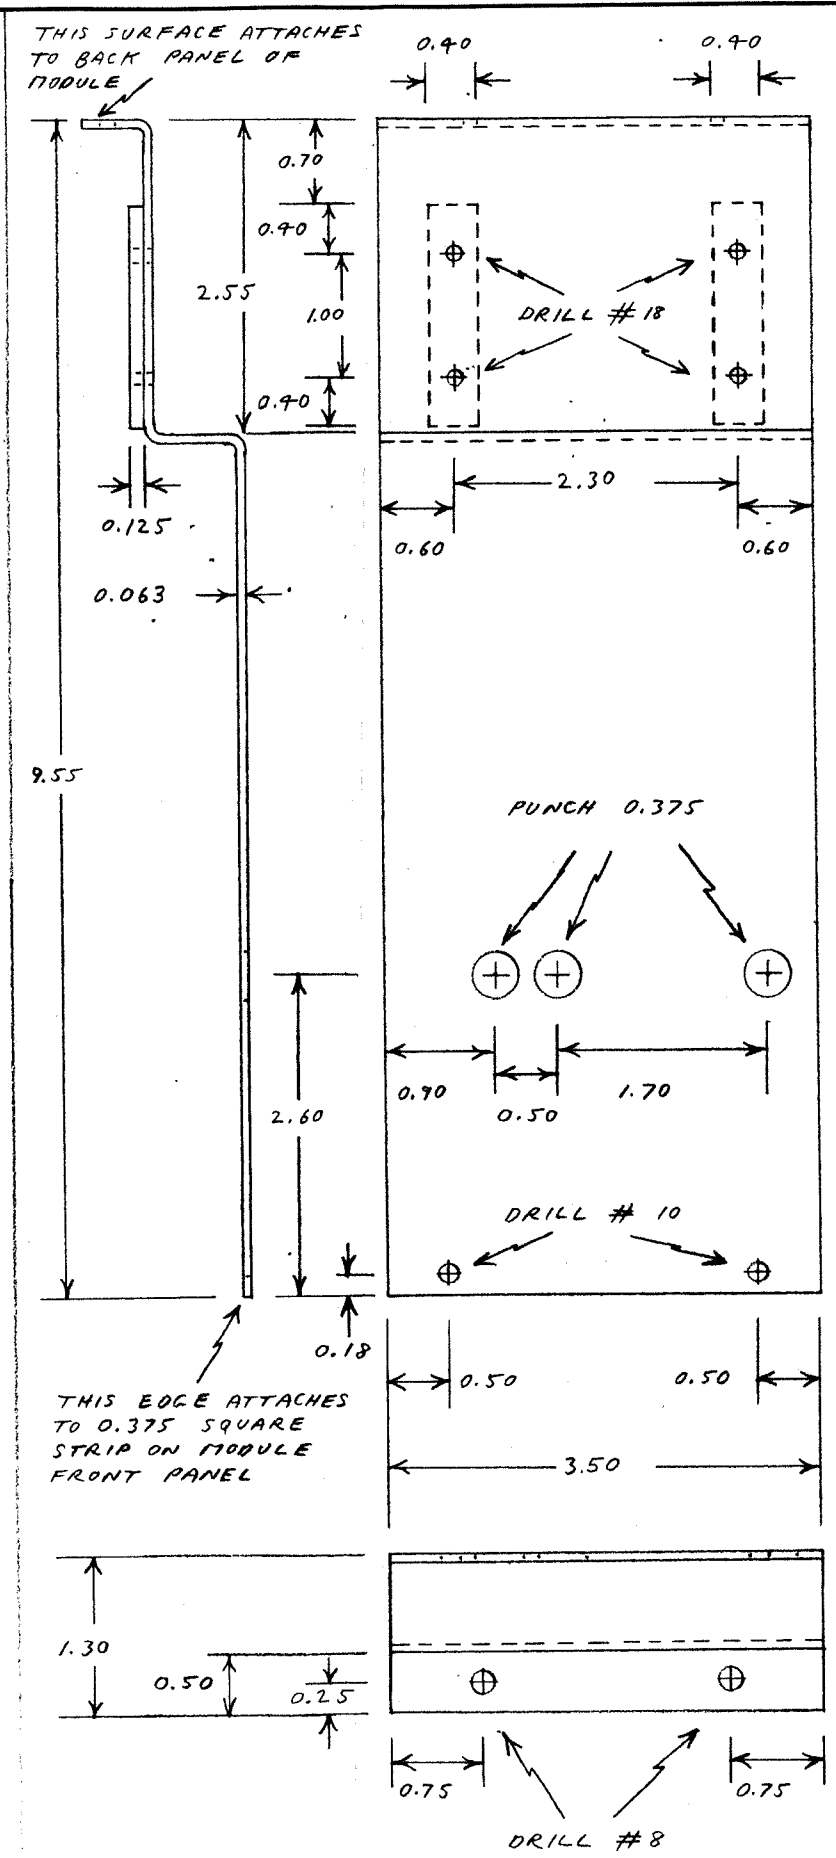 THIS SURFACE ATTACHES
TO BACK PANEL OF
MODULE
0.40
0.40
0.70
0.40
2.55
1.00
DRILL #18
0.40
2.30
0.125
0.60
0.60
0.063
9.55
PUNCH 0.375
0.90
1.70
0.50
2.60
DRILL # 10
0.18
0.50
0.50
THIS EDGE ATTACHES
TO 0.375 SQUARE
STRIP ON MODULE
FRONT PANEL
3.50
1.30
0.50
0.25
0.75
0.75
DRILL #8